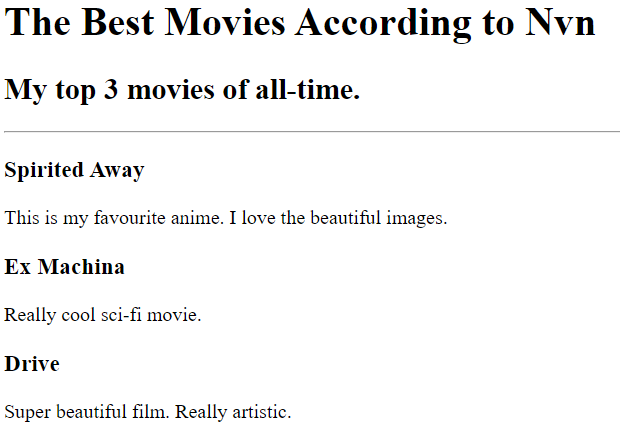 The Best Movies According to Nvn
My top 3 movies of all-time.
Spirited Away
This is my favourite anime. I love the beautiful images.
Ex Machina
Really cool sci-fi movie.
Drive
Super beautiful film. Really artistic.